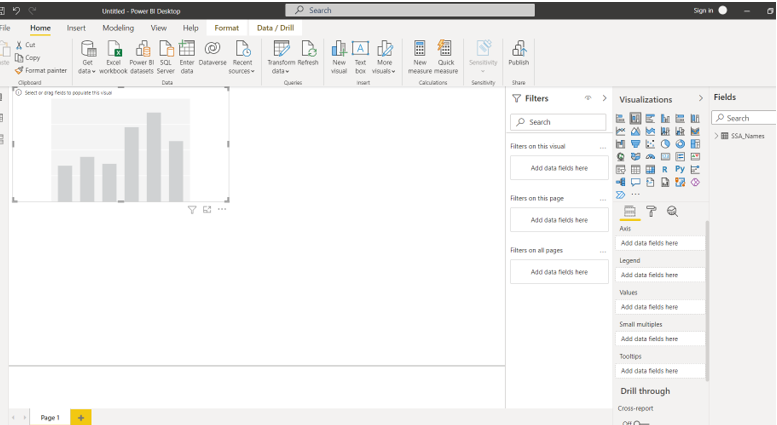 Untitled - Power BI Desktop
Search
Sign in
File Home Insert Modeling View Help Format Data / Drill
Cut
Copy
Format painter
Clipboard
Get data
Excel workbook
Power BI datasets
SQL Server
Enter data
Dataverse
Recent sources
Data
Transform data
Refresh
Queries
New visual
Text box
More visuals
Insert
New measure
Quick measure
Calculations
Sensitivity
Sensitivity
Publish
Share
Select or drag fields to populate this visual
Filters
Search
Filters on this visual ...
Add data fields here
Filters on this page ...
Add data fields here
Filters on all pages ...
Add data fields here
Visualizations
R Py
...
Axis
Add data fields here
Legend
Add data fields here
Values
Add data fields here
Small multiples
Add data fields here
Tooltips
Add data fields here
Drill through
Cross-report
Off
Fields
Search
SSA_Names
Page 1